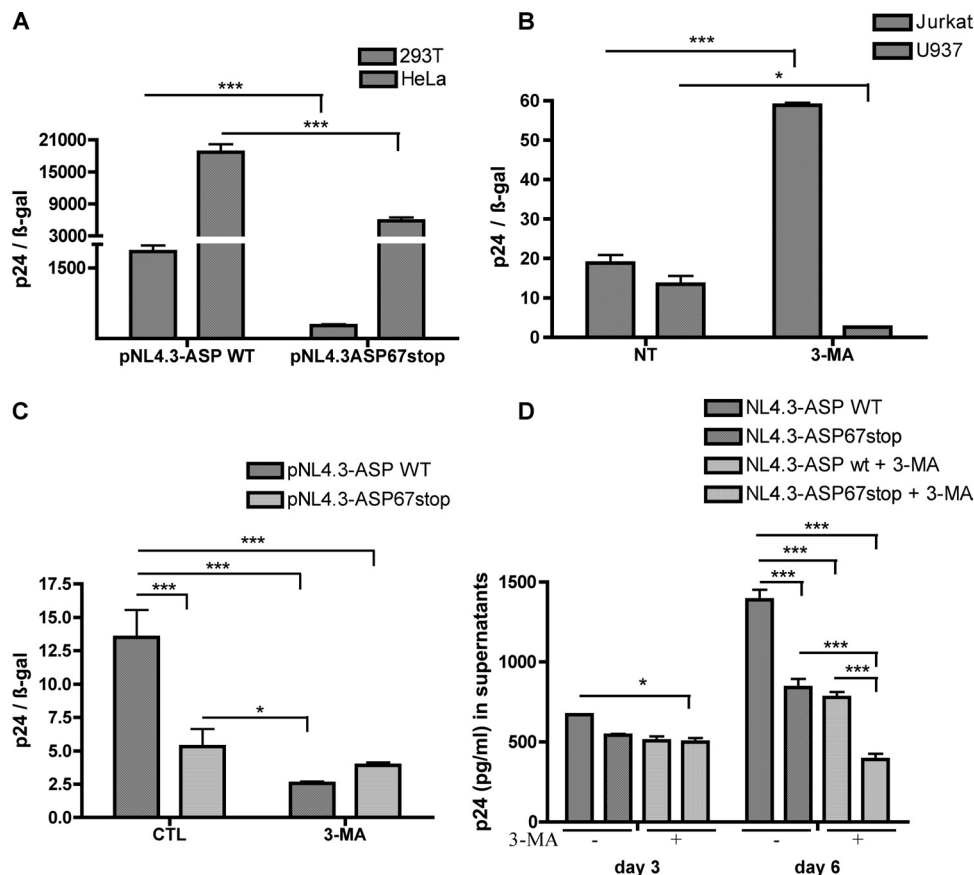 A
293T
HeLa
***
***
21000
15000
9000
3000
1500
p24 / ß-gal
pNL4.3-ASP WT pNL4.3ASP67stop
B
Jurkat
U937
***
*
60
50
40
30
20
10
0
p24 / ß-gal
NT 3-MA
C
pNL4.3-ASP WT
pNL4.3-ASP67stop
***
***
***
*
17.5
15.0
12.5
10.0
7.5
5.0
2.5
0.0
p24 / ß-gal
CTL 3-MA
D
NL4.3-ASP WT
NL4.3-ASP67stop
NL4.3-ASP wt + 3-MA
NL4.3-ASP67stop + 3-MA
***
***
***
***
***
*
1500
1000
500
0
p24 (pg/ml) in supernatants
3-MA - + - +
day 3 day 6